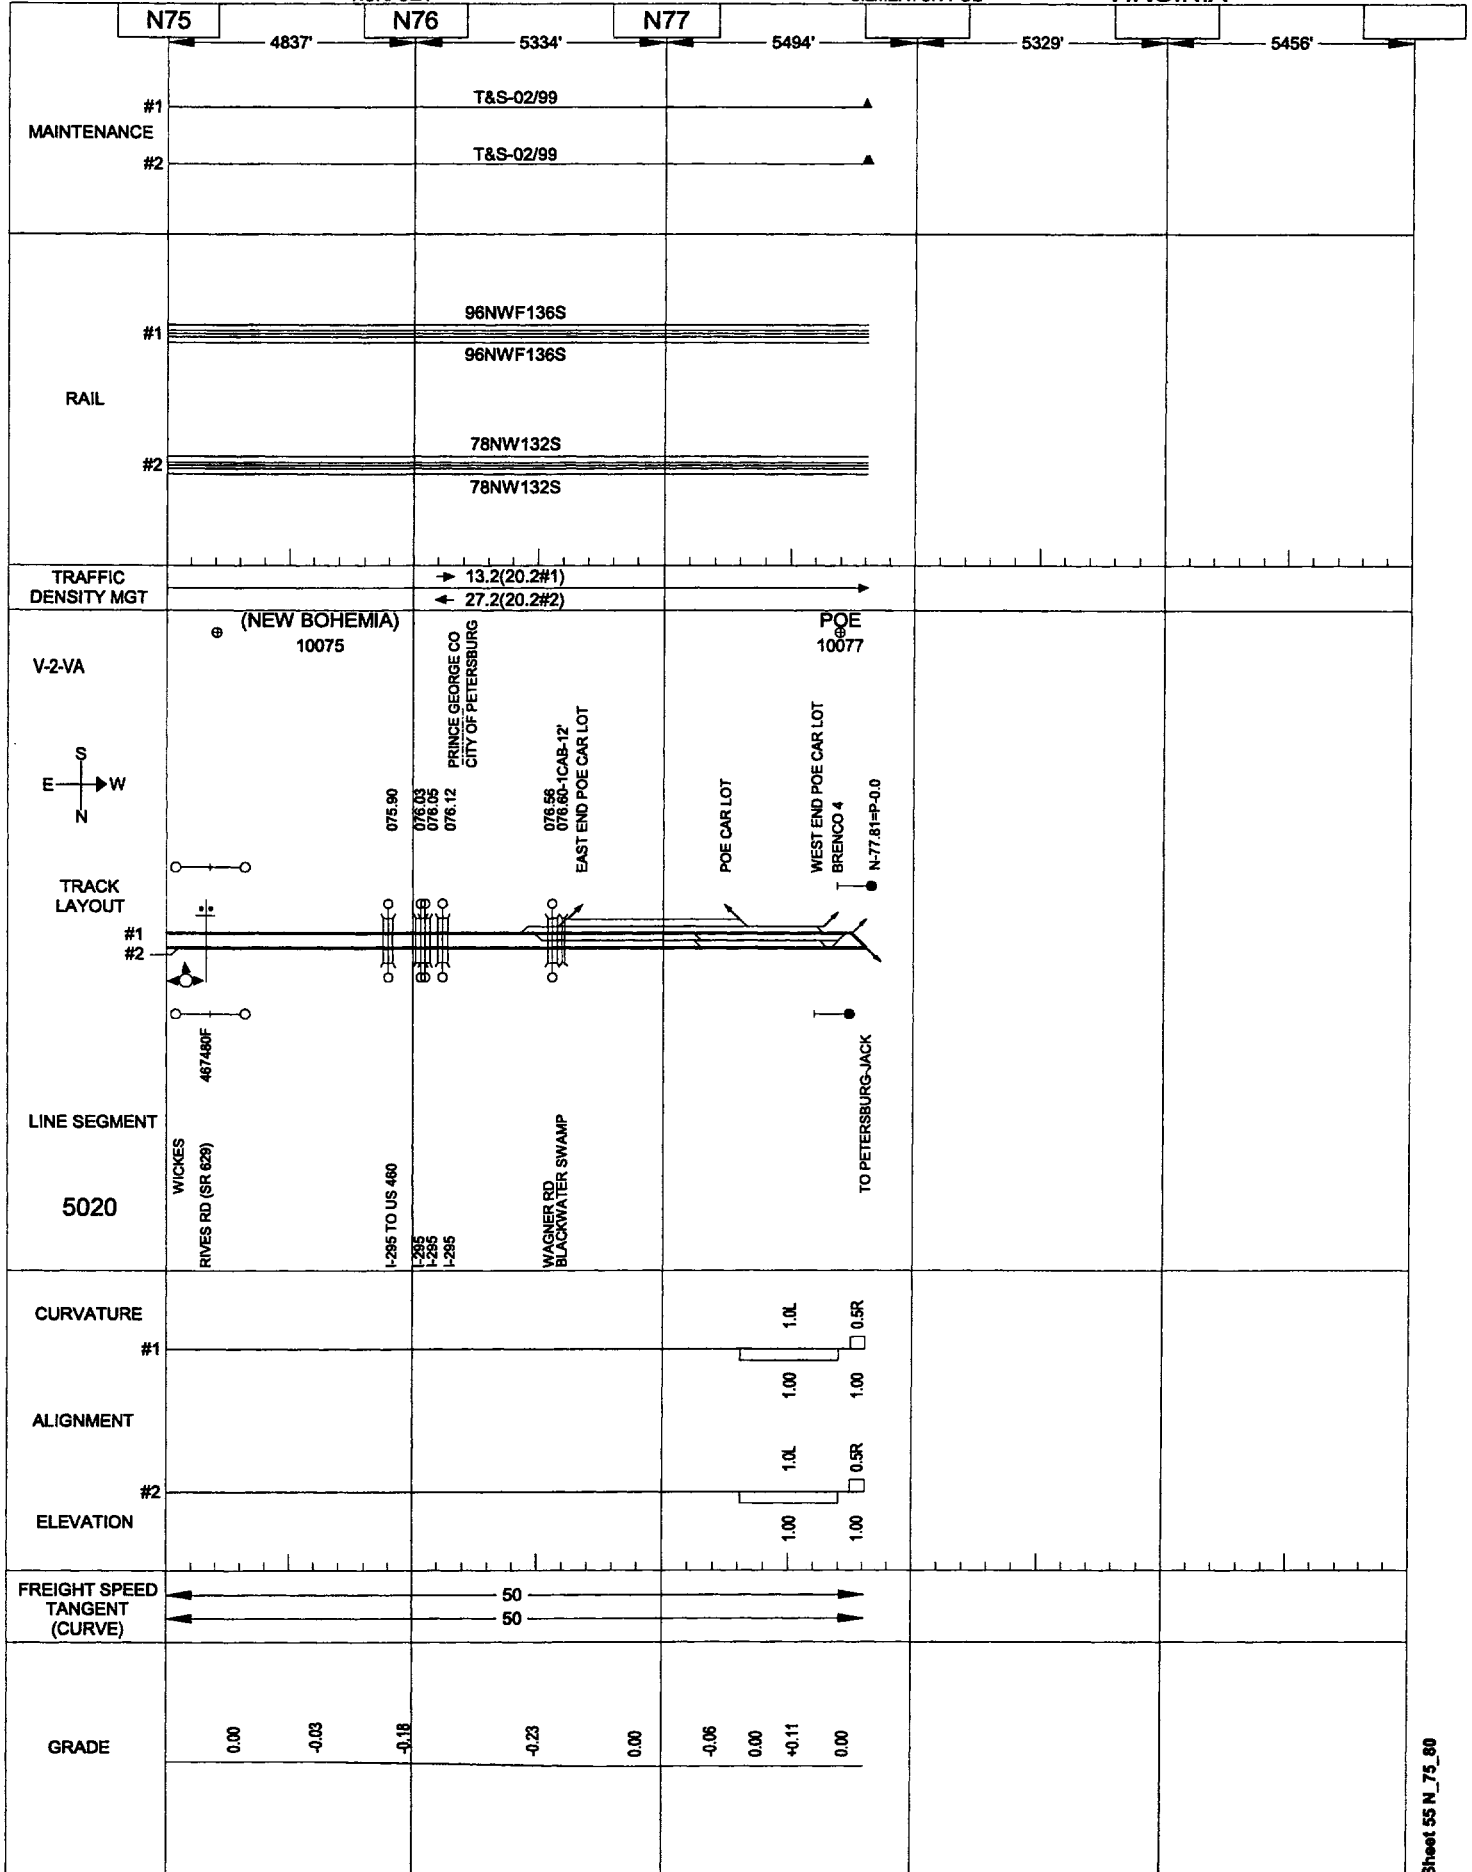 N75
N76
N77
4837'
5334'
5494'
5329'
5456'
MAINTENANCE
#1
T&S-02/99
#2
T&S-02/99
RAIL
#1
96NWF136S
96NWF136S
#2
78NW132S
78NW132S
TRAFFIC
DENSITY MGT
13.2(20.2#1)
27.2(20.2#2)
V-2-VA
(NEW BOHEMIA)
10075
POE
10077
PRINCE GEORGE CO
CITY OF PETERSBURG
S
E
W
N
075.90
076.03
076.05
076.12
076.56
076.60-1CAB-12'
EAST END POE CAR LOT
POE CAR LOT
WEST END POE CAR LOT
BRENCO 4
N-77.81=P-0.0
TRACK
LAYOUT
#1
#2
467480F
LINE SEGMENT
5020
WICKES
RIVES RD (SR 629)
I-295 TO US 460
I-295
I-295
I-295
WAGNER RD
BLACKWATER SWAMP
TO PETERSBURG-JACK
CURVATURE
#1
1.0L
0.5R
1.00
1.00
ALIGNMENT
#2
1.0L
0.5R
1.00
1.00
ELEVATION
FREIGHT SPEED
TANGENT
(CURVE)
50
50
GRADE
0.00
-0.03
-0.18
-0.23
0.00
-0.06
0.00
+0.11
0.00
Sheet 55 N_75_80